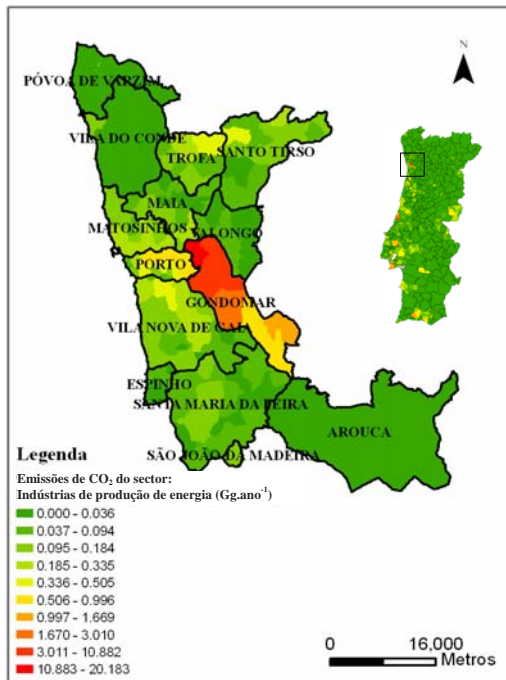 N
PÓVOA DE VARZIM
VILA DO CONDE
TROFA
SANTO TIRSO
MAIA
MATOSINHOS
VALONGO
PORTO
GONDOMAR
VILA NOVA DE GAIA
ESPINHO
SANTA MARIA DA FEIRA
AROUCA
SÃO JOÃO DA MADEIRA
Legenda
Emissões de CO₂ do sector:
Indústrias de produção de energia (Gg.ano⁻¹)
0.000 - 0.036
0.037 - 0.094
0.095 - 0.184
0.185 - 0.335
0.336 - 0.505
0.506 - 0.996
0.997 - 1.669
1.670 - 3.010
3.011 - 10.882
10.883 - 20.183
0 16,000
Metros